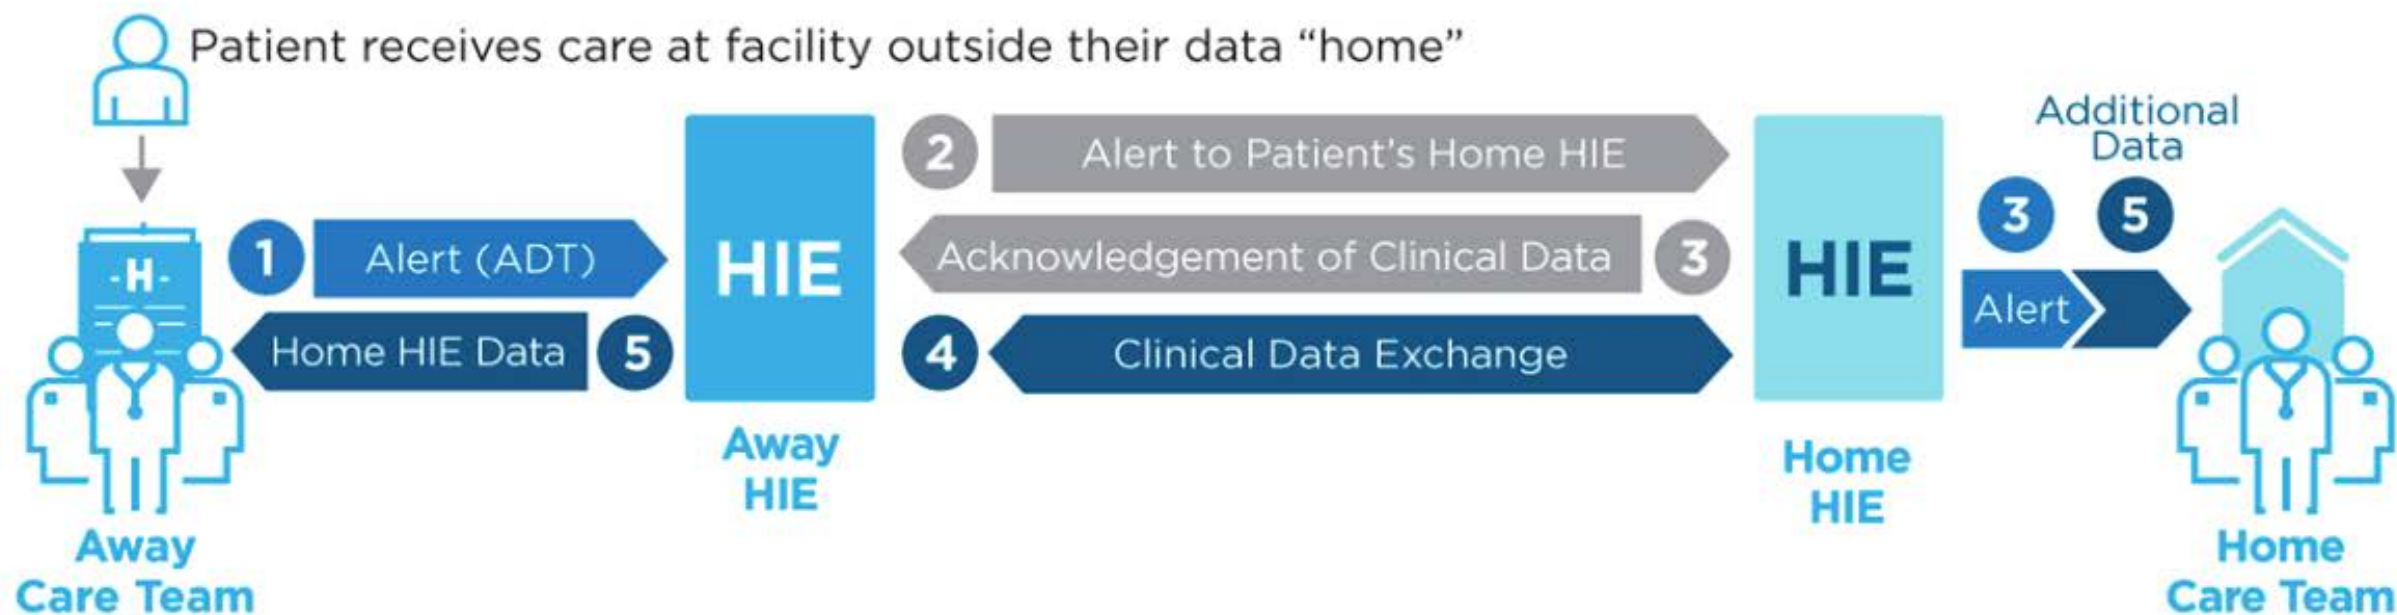 Patient receives care at facility outside their data “home”
-H-
1
Alert (ADT)
Home HIE Data
5
Away
Care Team
HIE
Away
HIE
2
Alert to Patient’s Home HIE
Acknowledgement of Clinical Data
3
4
Clinical Data Exchange
HIE
Home
HIE
Additional
Data
3
5
Alert
Home
Care Team